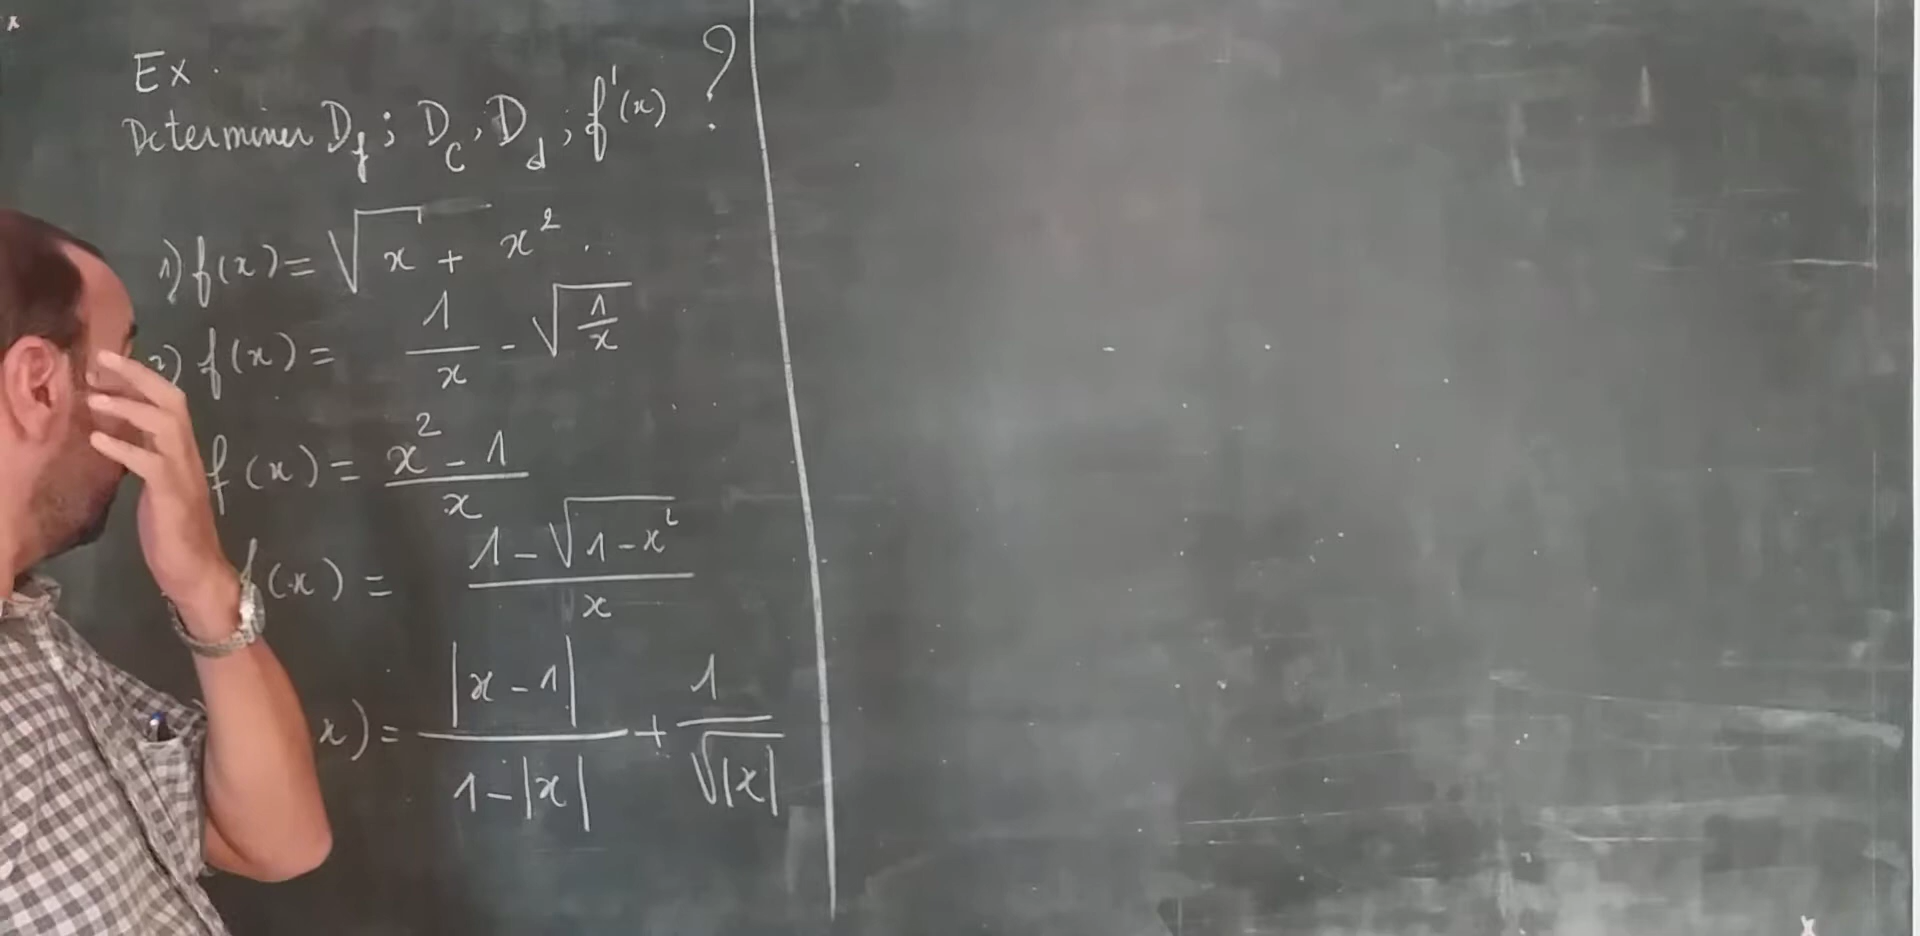 Ex.
Determiner D_f ; D_C , D_d ; f'(x) ?
1) f(x) = √x + x² .
2) f(x) = 1/x - √(1/x)
f(x) = (x² - 1)/x
f(x) = (1 - √(1 - x²))/x
x) = |x - 1|/(1 - |x|) + 1/√|x|